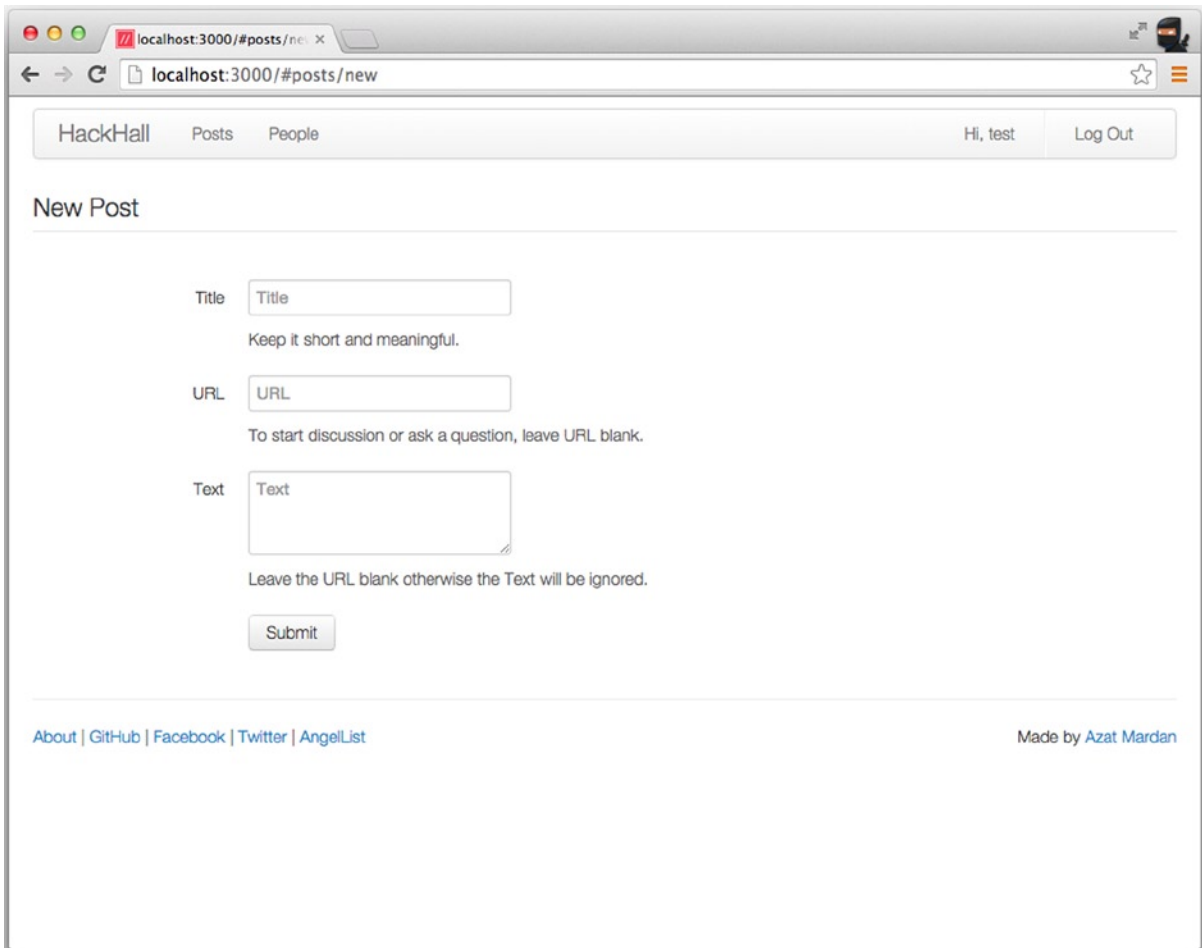 localhost:3000/#posts/ne
localhost:3000/#posts/new
HackHall Posts People Hi, test Log Out
New Post
Title Title
Keep it short and meaningful.
URL URL
To start discussion or ask a question, leave URL blank.
Text Text
Leave the URL blank otherwise the Text will be ignored.
Submit
About | GitHub | Facebook | Twitter | AngelList Made by Azat Mardan